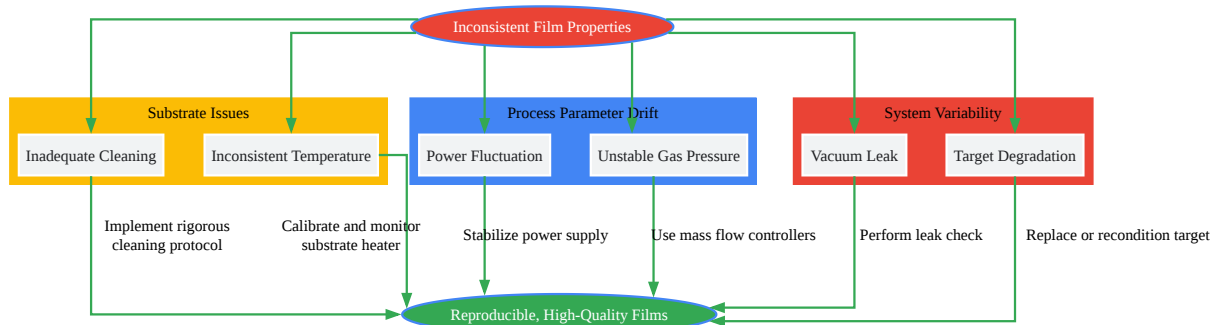 Inconsistent Film Properties
Substrate Issues
Process Parameter Drift
System Variability
Inadequate Cleaning
Inconsistent Temperature
Power Fluctuation
Unstable Gas Pressure
Vacuum Leak
Target Degradation
Implement rigorous
cleaning protocol
Calibrate and monitor
substrate heater
Stabilize power supply
Use mass flow controllers
Perform leak check
Replace or recondition target
Reproducible, High-Quality Films